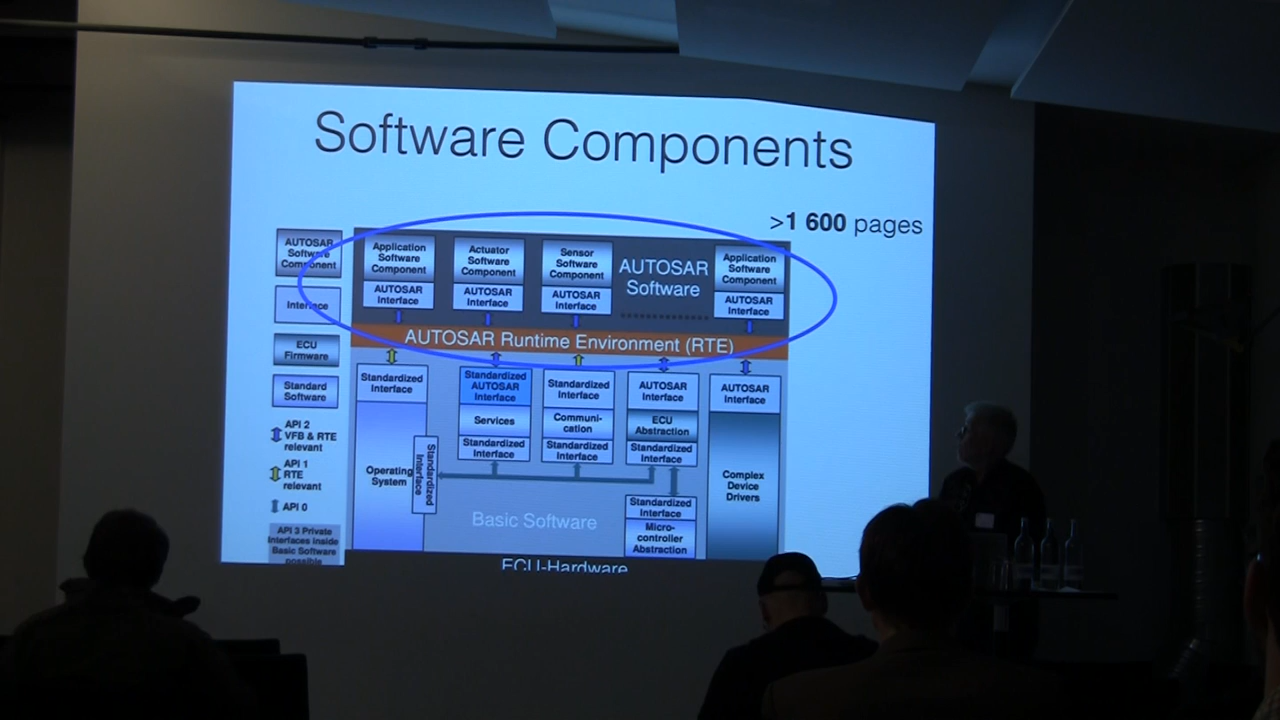 Software Components
>1 600 pages
AUTOSAR
Software
Component
Interface
ECU
Firmware
Standard
Software
API 2
VFB & RTE
relevant
API 1
RTE
relevant
API 0
API 3 Private
Interfaces inside
Basic Software
possible
Application
Software
Component
AUTOSAR
Interface
Actuator
Software
Component
AUTOSAR
Interface
Sensor
Software
Component
AUTOSAR
Interface
AUTOSAR
Software
Application
Software
Component
AUTOSAR
Interface
AUTOSAR Runtime Environment (RTE)
Standardized
Interface
Operating
System
Standardized
Interface
Standardized
AUTOSAR
Interface
Services
Standardized
Interface
Standardized
Interface
Communi-
cation
Standardized
Interface
AUTOSAR
Interface
ECU
Abstraction
Standardized
Interface
Standardized
Interface
Micro-
controller
Abstraction
AUTOSAR
Interface
Complex
Device
Drivers
Basic Software
ECU-Hardware